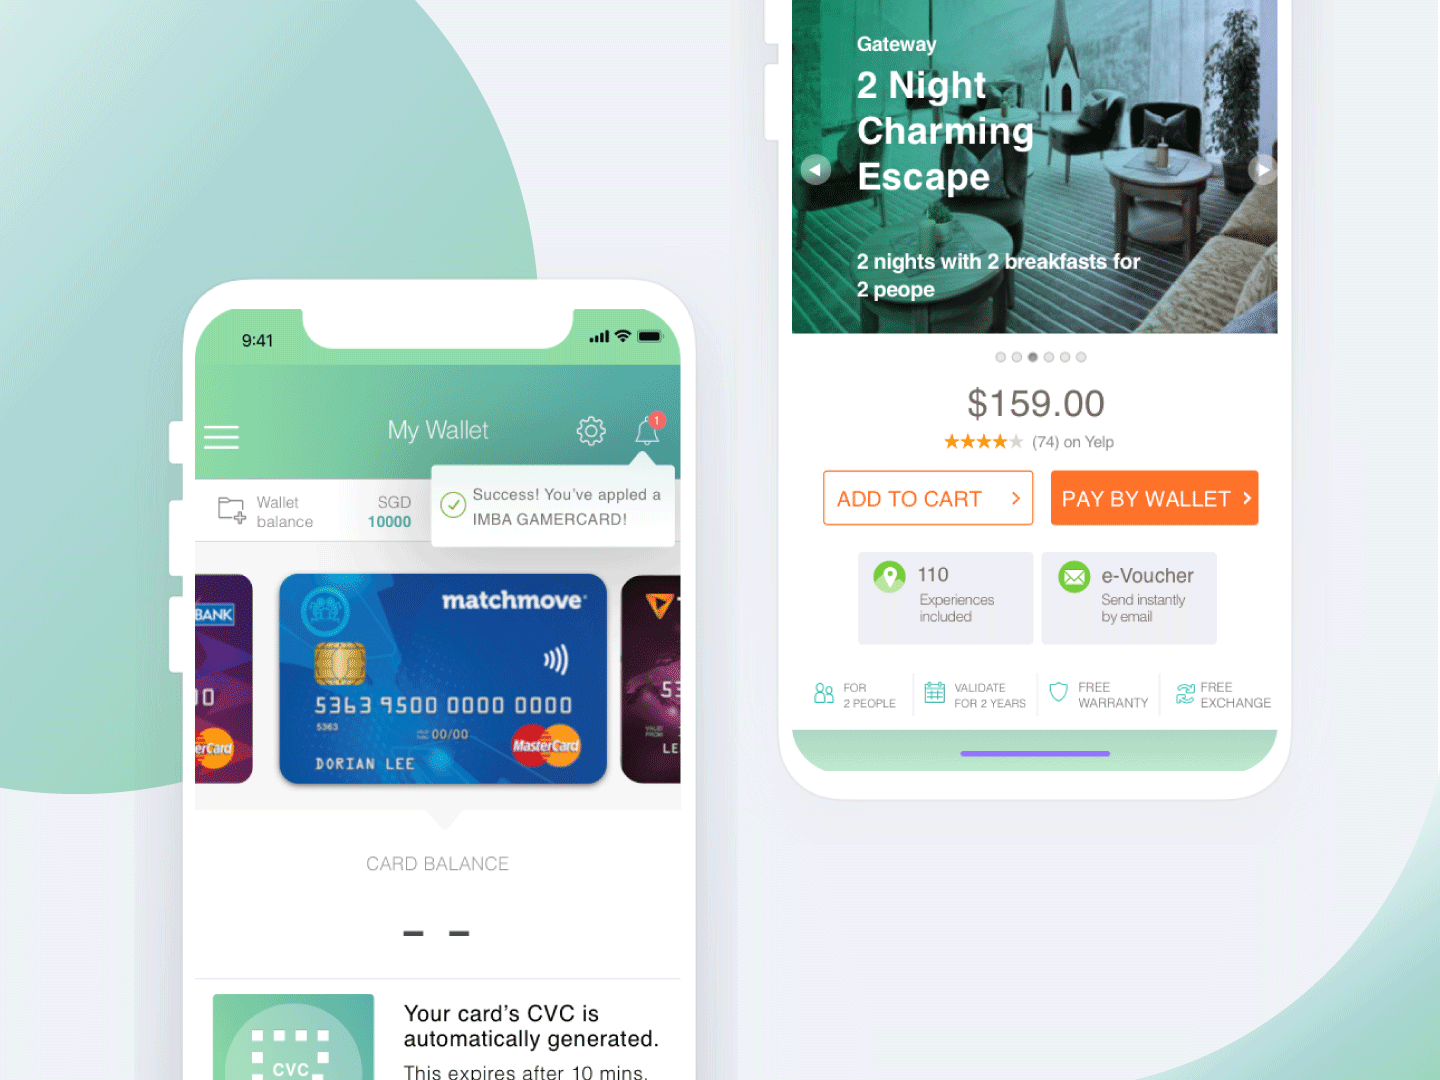 9:41
My Wallet
1
Wallet
balance
SGD
10000
Success! You've appled a
IMBA GAMERCARD!
BANK
matchmove
5363 9500 0000 0000
5363
00/00
MasterCard
DORIAN LEE
erCard
53
LE
CARD BALANCE
– –
CVC
Your card's CVC is
automatically generated.
This expires after 10 mins.
Gateway
2 Night
Charming
Escape
2 nights with 2 breakfasts for
2 peope
$159.00
(74) on Yelp
ADD TO CART
PAY BY WALLET
110
Experiences
included
e-Voucher
Send instantly
by email
FOR
2 PEOPLE
VALIDATE
FOR 2 YEARS
FREE
WARRANTY
FREE
EXCHANGE